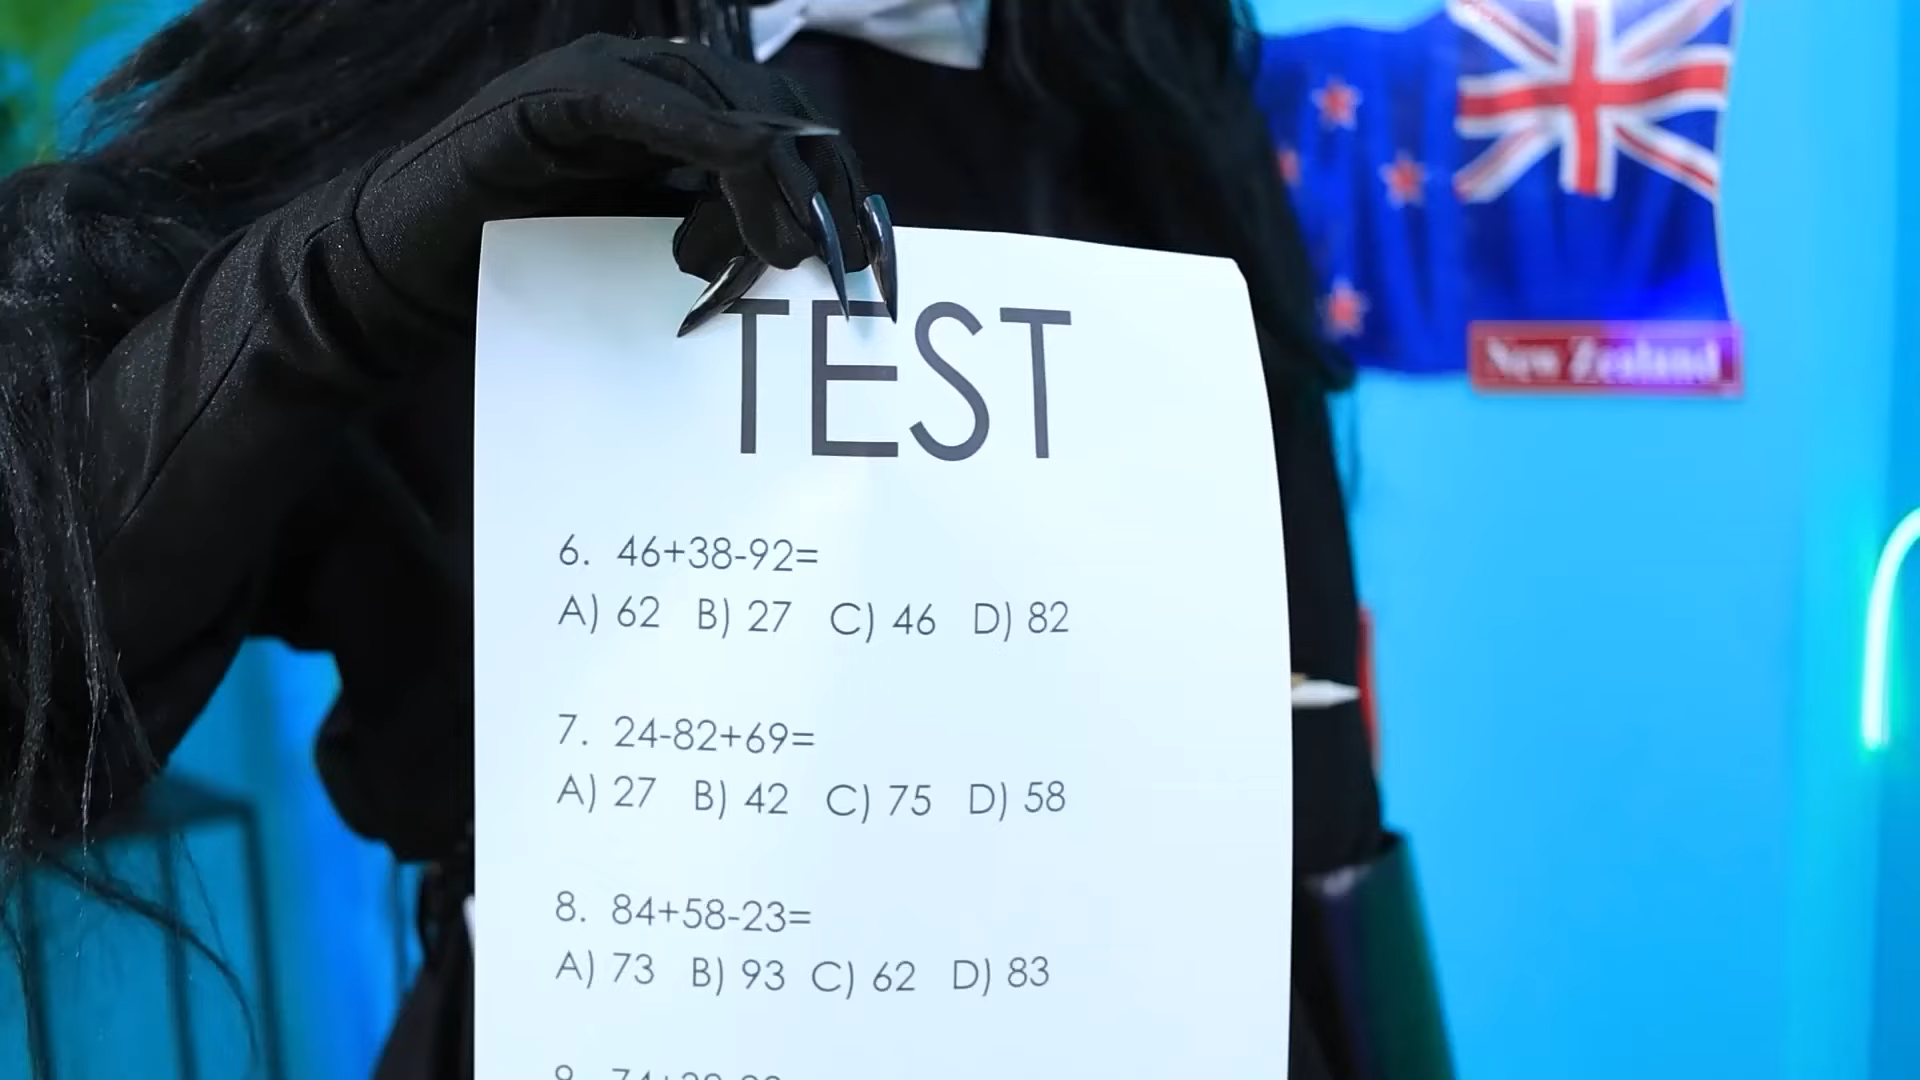 New Zealand
TEST
6. 46+38-92=
A) 62 B) 27 C) 46 D) 82
7. 24-82+69=
A) 27 B) 42 C) 75 D) 58
8. 84+58-23=
A) 73 B) 93 C) 62 D) 83